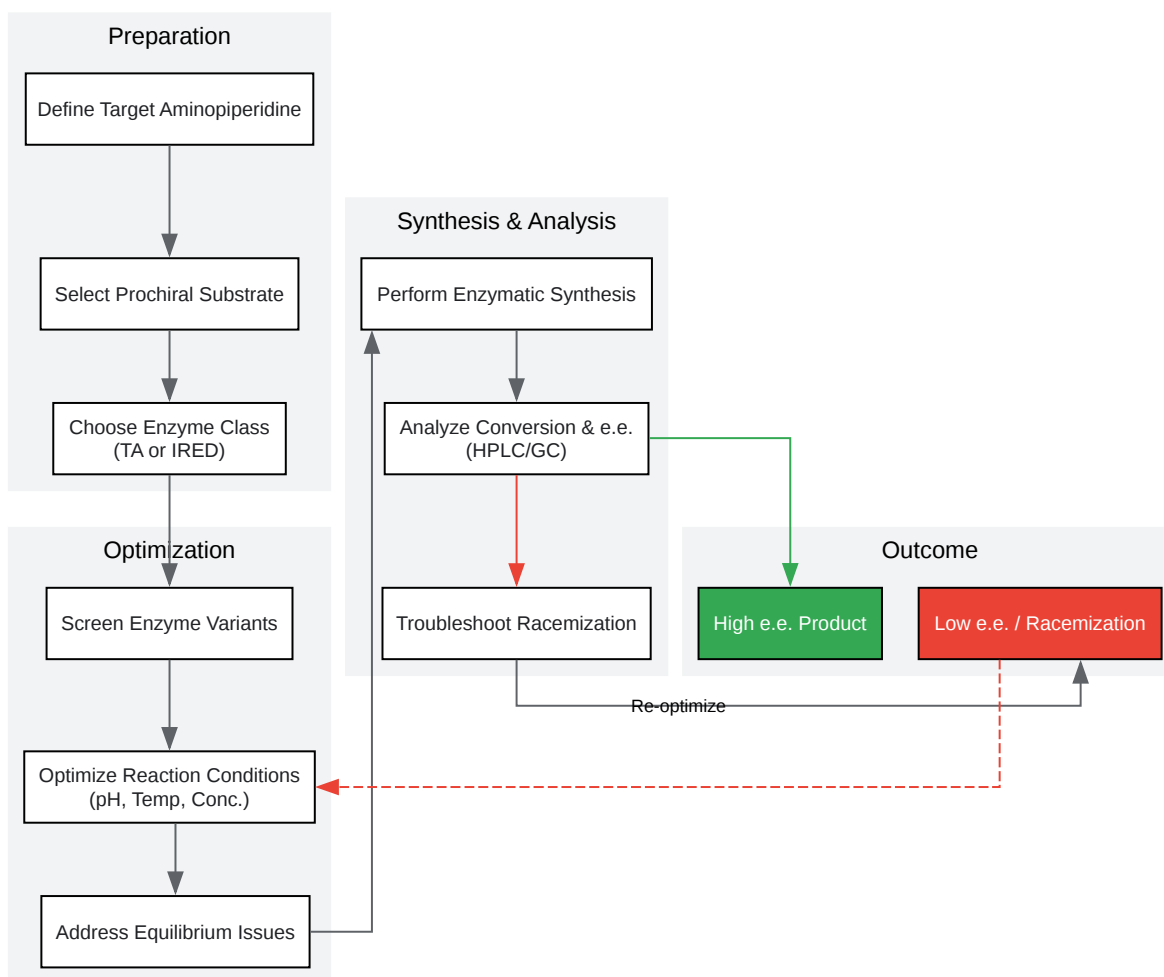 Preparation
Define Target Aminopiperidine
Select Prochiral Substrate
Choose Enzyme Class
(TA or IRED)
Optimization
Screen Enzyme Variants
Optimize Reaction Conditions
(pH, Temp, Conc.)
Address Equilibrium Issues
Synthesis & Analysis
Perform Enzymatic Synthesis
Analyze Conversion & e.e.
(HPLC/GC)
Troubleshoot Racemization
Re-optimize
Outcome
High e.e. Product
Low e.e. / Racemization